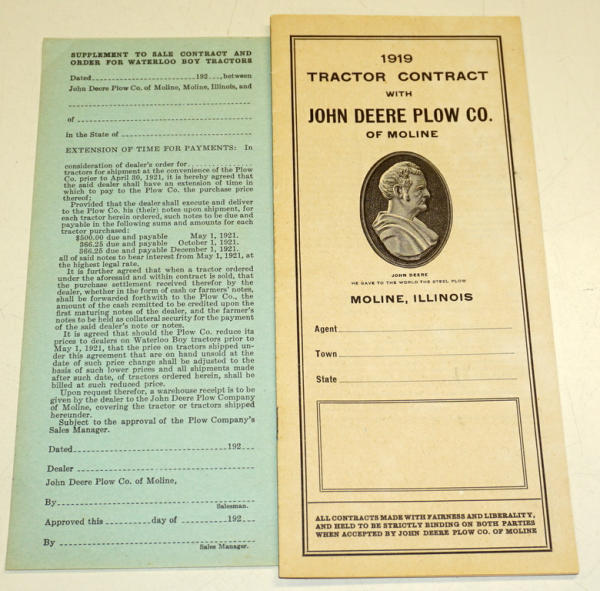 SUPPLEMENT TO SALE CONTRACT AND
ORDER FOR WATERLOO BOY TRACTORS
Dated 192 , between
John Deere Plow Co. of Moline, Moline, Illinois, and
of
in the State of
EXTENSION OF TIME FOR PAYMENTS: In
consideration of dealer's order for
tractors for shipment at the convenience of the Plow
Co. prior to April 30, 1921, it is hereby agreed that
the said dealer shall have an extension of time in
which to pay to the Plow Co. the purchase price
thereof;
Provided that the dealer shall execute and deliver
to the Plow Co. his (their) notes upon shipment, for
each tractor herein ordered, such notes to be due and
payable in the following sums and amounts for each
tractor purchased:
$500.00 due and payable May 1, 1921.
366.25 due and payable October 1, 1921.
366.25 due and payable December 1, 1921.
all of said notes to bear interest from May 1, 1921, at
the highest legal rate.
It is further agreed that when a tractor ordered
under the aforesaid and within contract is sold, that
the purchase settlement received therefor by the
dealer, whether in the form of cash or farmers' notes,
shall be forwarded forthwith to the Plow Co., the
amount of the cash remitted to be credited upon the
first maturing notes of the dealer, and the farmer's
notes to be held as collateral security for the payment
of the said dealer's note or notes.
It is agreed that should the Plow Co. reduce its
prices to dealers on Waterloo Boy tractors prior to
May 1, 1921, that the price on tractors shipped un-
der this agreement that are on hand unsold at the
date of such price change shall be adjusted to the
basis of such lower prices and all shipments made
after such date, of tractors ordered herein, shall be
billed at such reduced price.
Upon request therefor, a warehouse receipt is to be
given by the dealer to the John Deere Plow Company
of Moline, covering the tractor or tractors shipped
hereunder.
Subject to the approval of the Plow Company's
Sales Manager.
Dated 192
Dealer
John Deere Plow Co. of Moline,
By
Salesman.
Approved this day of 192
By
Sales Manager.
1919
TRACTOR CONTRACT
WITH
JOHN DEERE PLOW CO.
OF MOLINE
JOHN DEERE
HE GAVE TO THE WORLD THE STEEL PLOW
MOLINE, ILLINOIS
Agent
Town
State
ALL CONTRACTS MADE WITH FAIRNESS AND LIBERALITY,
AND HELD TO BE STRICTLY BINDING ON BOTH PARTIES
WHEN ACCEPTED BY JOHN DEERE PLOW CO. OF MOLINE